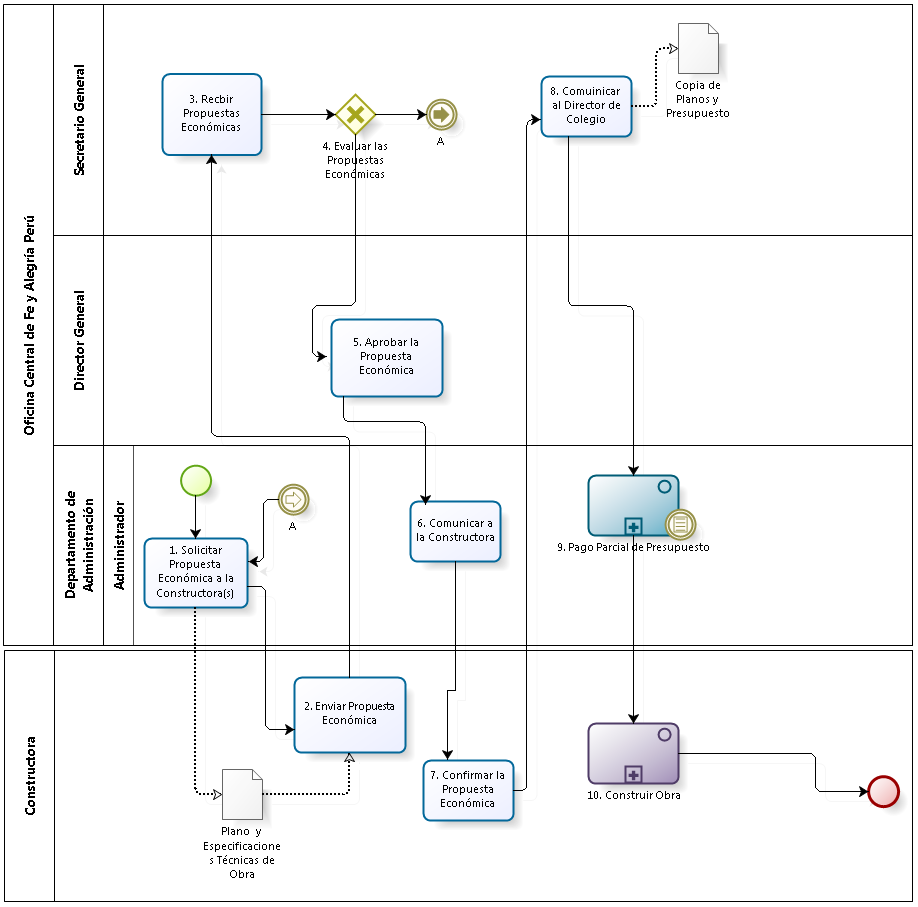 Oficina Central de Fe y Alegría Perú
Secretario General
3. Recbir
Propuestas
Económicas
4. Evaluar las
Propuestas
Económicas
A
8. Comuinicar
al Director de
Colegio
Copia de
Planos y
Presupuesto
Director General
5. Aprobar la
Propuesta
Económica
Departamento de
Administración
Administrador
A
1. Solicitar
Propuesta
Económica a la
Constructora(s)
6. Comunicar a
la Constructora
9. Pago Parcial de Presupuesto
Constructora
2. Enviar Propuesta
Económica
7. Confirmar la
Propuesta
Económica
10. Construir Obra
Plano y
Especificacione
s Técnicas de
Obra